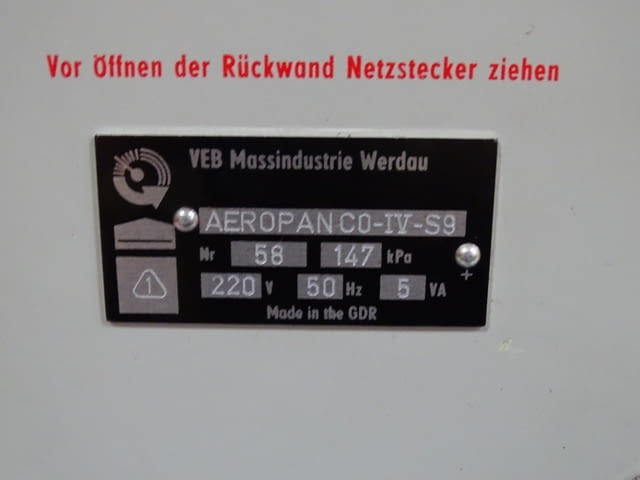 Vor Öffnen der Rückwand Netzstecker ziehen
VEB Massindustrie Werdau
AEROPAN CO-IV-S9
Nr 58 147 kPa
1 220 V 50 Hz 5 VA
Made in the GDR